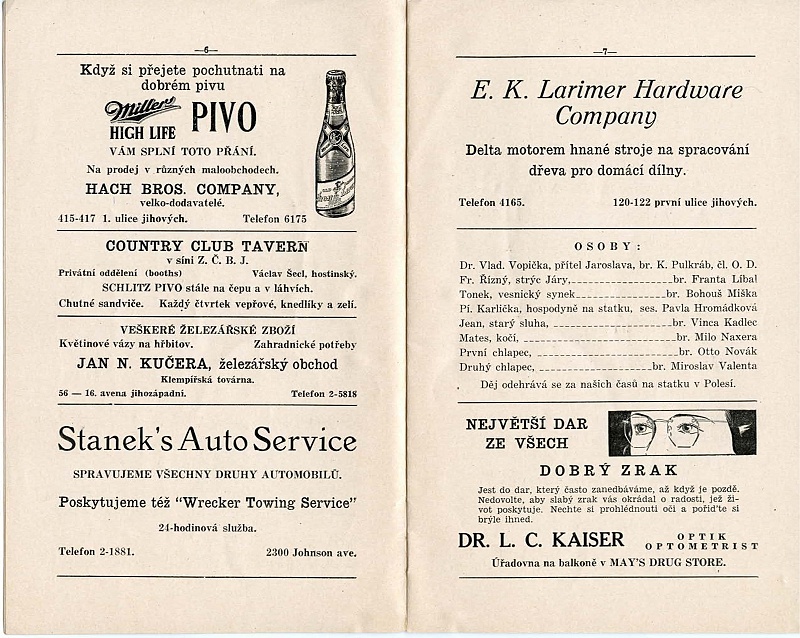 —6—
Když si přejete pochutnati na
dobrém pivu
Millers
HIGH LIFE PIVO
VÁM SPLNÍ TOTO PŘÁNÍ.
Na prodej v různých maloobchodech.
HACH BROS. COMPANY,
velko-dodavatelé.
415-417 1. ulice jihových. Telefon 6175
COUNTRY CLUB TAVERN
v síni Z. Č. B. J.
Privátní oddělení (booths) Václav Šecl, hostinský.
SCHLITZ PIVO stále na čepu a v láhvích.
Chutné sandviče. Každý čtvrtek vepřové, knedlíky a zelí.
VEŠKERÉ ŽELEZÁŘSKÉ ZBOŽÍ
Květinové vázy na hřbitov. Zahradnické potřeby
JAN N. KUČERA, železářský obchod
Klempířská továrna.
56 — 16. avena jihozápadní. Telefon 2-5818
Stanek's Auto Service
SPRAVUJEME VŠECHNY DRUHY AUTOMOBILŮ.
Poskytujeme též "Wrecker Towing Service"
24-hodinová služba.
Telefon 2-1881. 2300 Johnson ave.
—7—
E. K. Larimer Hardware
Company
Delta motorem hnané stroje na spracování
dřeva pro domácí dílny.
Telefon 4165. 120-122 první ulice jihových.
OSOBY:
Dr. Vlad. Vopička, přítel Jaroslava, br. K. Pulkráb, čl. O. D.
Fr. Řízný, strýc Járy, br. Franta Líbal
Tonek, vesnický synek br. Bohouš Miška
Pí. Karlička, hospodyně na statku, ses. Pavla Hromádková
Jean, starý sluha, br. Vinca Kadlec
Mates, kočí, br. Milo Naxera
První chlapec, br. Otto Novák
Druhý chlapec, br. Miroslav Valenta
Děj odehrává se za našich časů na statku v Polesí.
NEJVĚTŠÍ DAR
ZE VŠECH
DOBRÝ ZRAK
Jest do dar, který často zanedbáváme, až když je pozdě.
Nedovolte, aby slabý zrak vás okrádal o radosti, jež ži-
vot poskytuje. Nechte si prohlédnouti oči a pořiďte si
brýle ihned.
DR. L. C. KAISER OPTIK
OPTOMETRIST
Úřadovna na balkoně v MAY'S DRUG STORE.